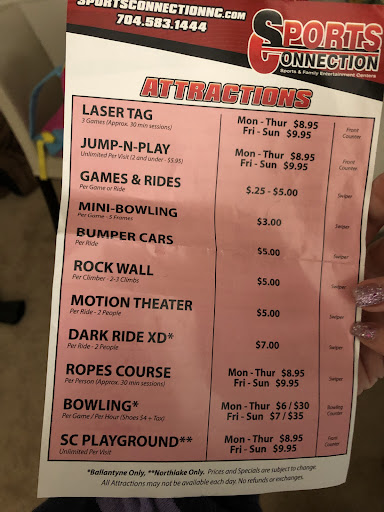 SPORTSCONNECTIONNC.com
704.583.1444
SPORTS
CONNECTION
Sports & Family Entertainment Centers
ATTRACTIONS
LASER TAG
3 Games (Approx. 30 min sessions)
Mon - Thur $8.95
Fri - Sun $9.95
Front
Counter
JUMP-N-PLAY
Unlimited Per Visit (2 and under - $5.95)
Mon - Thur $8.95
Fri - Sun $9.95
Front
Counter
GAMES & RIDES
Per Game or Ride
$.25 - $5.00
Swiper
MINI-BOWLING
Per Game - 5 Frames
$3.00
Swiper
BUMPER CARS
Per Ride
$5.00
Swiper
ROCK WALL
Per Climber - 2-3 Climbs
$5.00
Swiper
MOTION THEATER
Per Ride - 2 People
$5.00
Swiper
DARK RIDE XD*
Per Ride - 2 People
$7.00
Swiper
ROPES COURSE
Per Person (Approx. 30 min sessions)
Mon - Thur $8.95
Fri - Sun $9.95
Swiper
BOWLING*
Per Game / Per Hour (Shoes $4 + Tax)
Mon - Thur $6 / $30
Fri - Sun $7 / $35
Bowling
Counter
SC PLAYGROUND**
Unlimited Per Visit
Mon - Thur $8.95
Fri - Sun $9.95
Front
Counter
*Ballantyne Only, **Northlake Only. Prices and Specials are subject to change.
All Attractions may not be available each day. No refunds or exchanges.